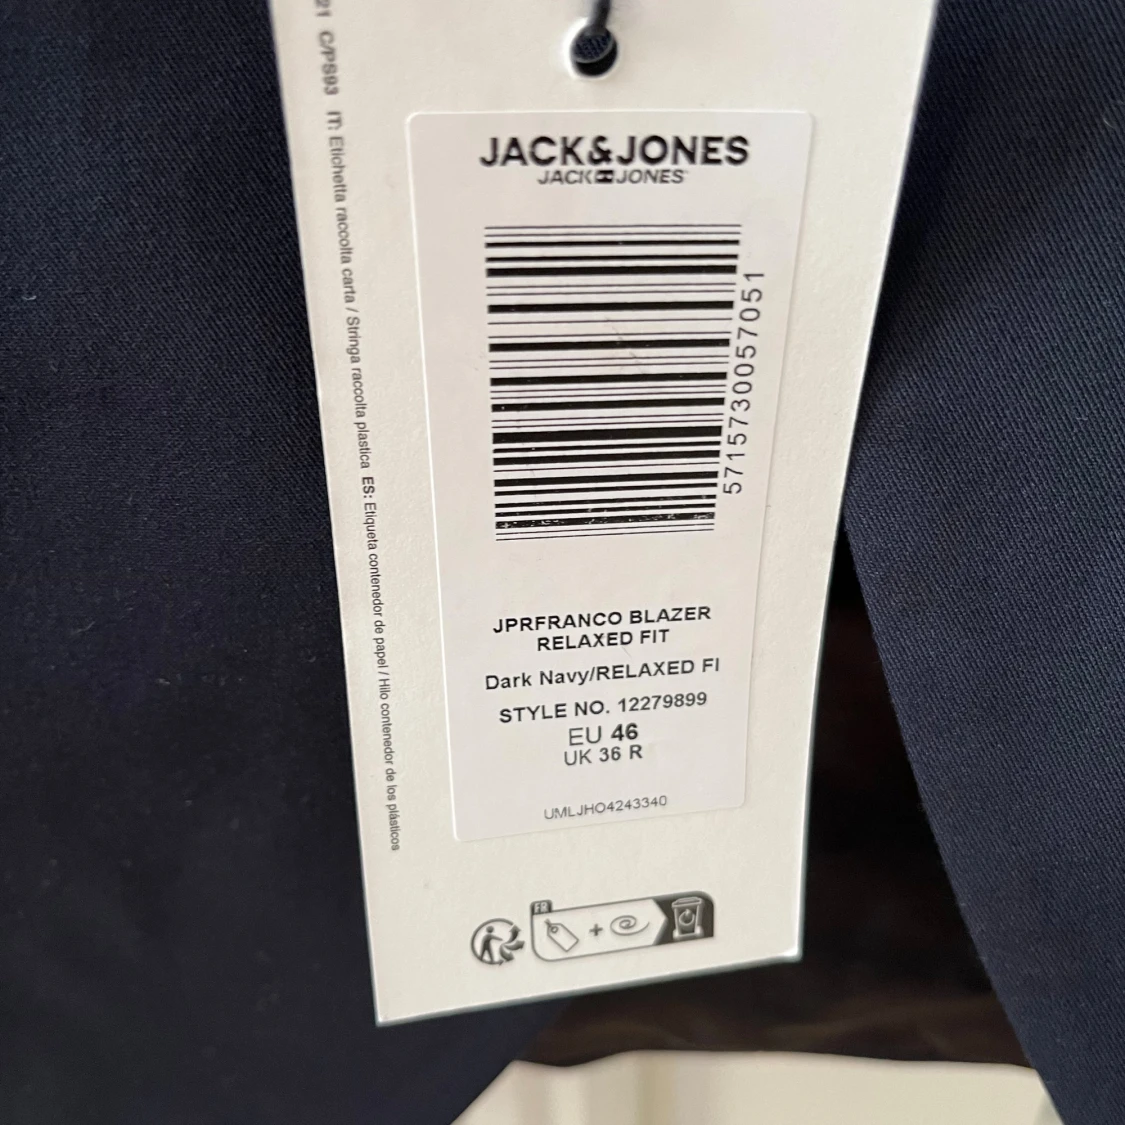 21 C/PS93 IT: Etichetta raccolta carta / Stringa raccolta plastica ES: Etiqueta contenedor de papel / Hilo contenedor de los plásticos
JACK&JONES
JACK JONES
5715730057051
JPRFRANCO BLAZER
RELAXED FIT
Dark Navy/RELAXED FI
STYLE NO. 12279899
EU 46
UK 36 R
UMLJHO4243340
FR
+